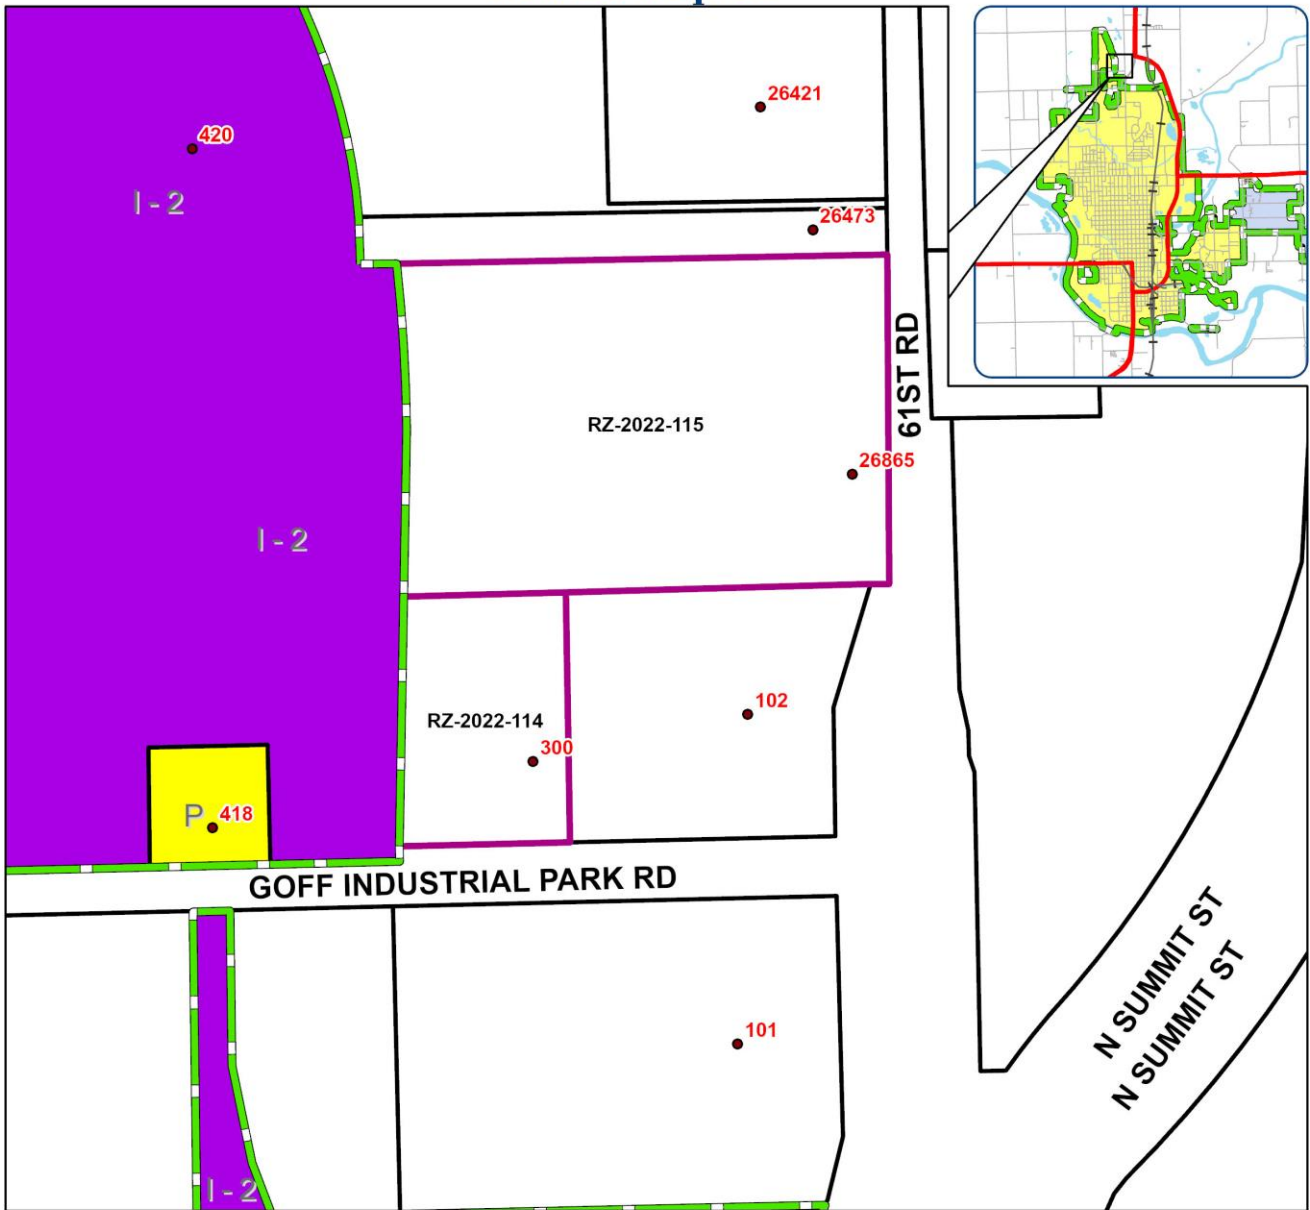 26421
420
I - 2
26473
61ST RD
RZ-2022-115
26865
I - 2
102
RZ-2022-114
300
P
418
GOFF INDUSTRIAL PARK RD
N SUMMIT ST
N SUMMIT ST
101
I - 2